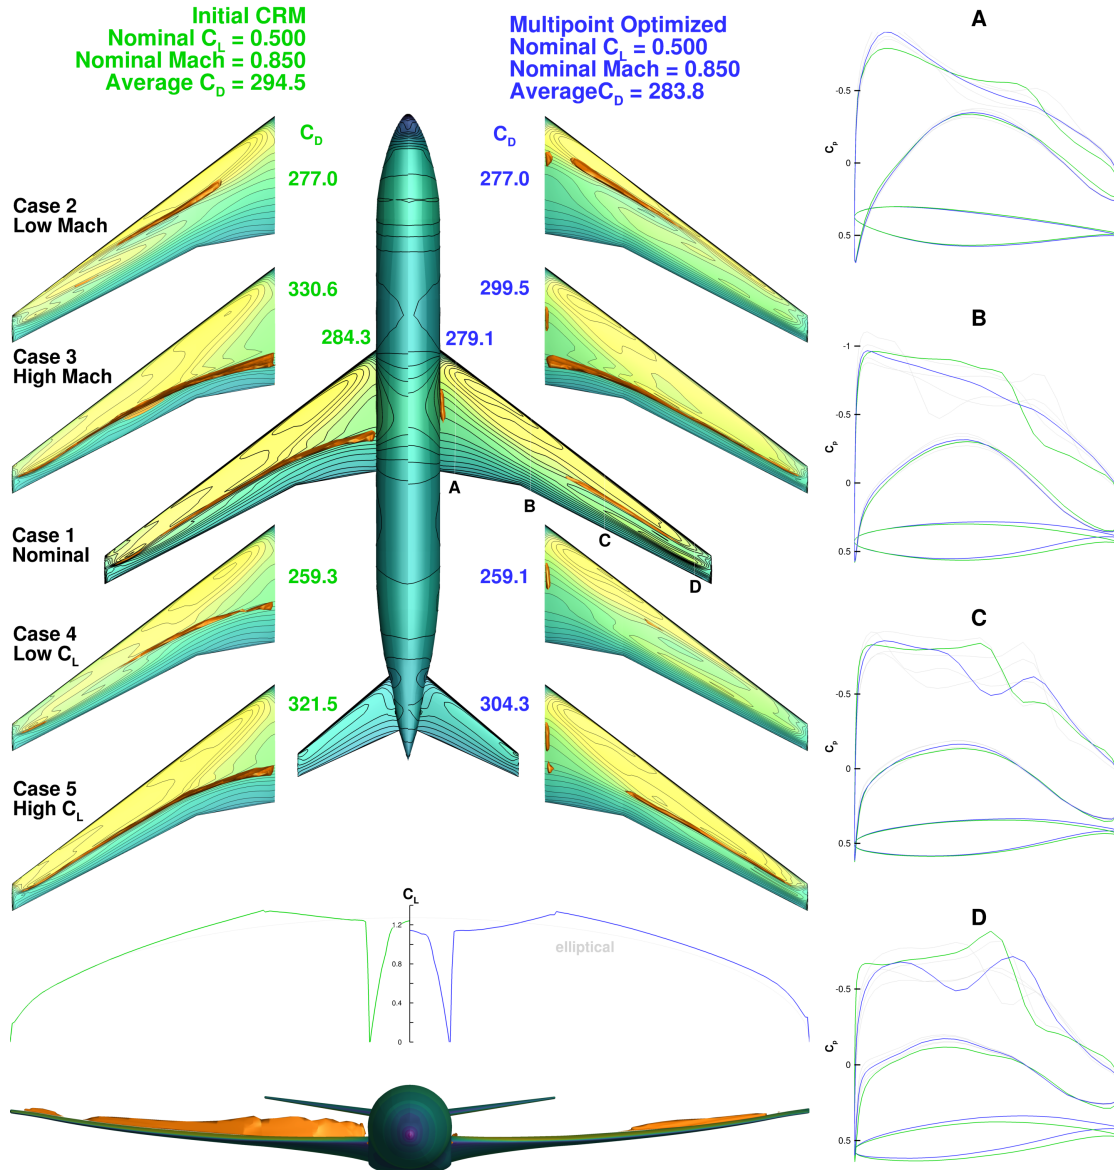 Initial CRM
Nominal C_L = 0.500
Nominal Mach = 0.850
Average C_D = 294.5
Multipoint Optimized
Nominal C_L = 0.500
Nominal Mach = 0.850
AverageC_D = 283.8
C_D
C_D
Case 2
Low Mach
277.0
277.0
Case 3
High Mach
330.6
299.5
284.3
279.1
Case 1
Nominal
A
B
C
D
Case 4
Low C_L
259.3
259.1
Case 5
High C_L
321.5
304.3
C_L
1.2
0.8
0.4
0
elliptical
A
-0.5
0
0.5
C_p
B
-1
-0.5
0
0.5
C_p
C
-0.5
0
0.5
C_p
D
-0.5
0
0.5
C_p